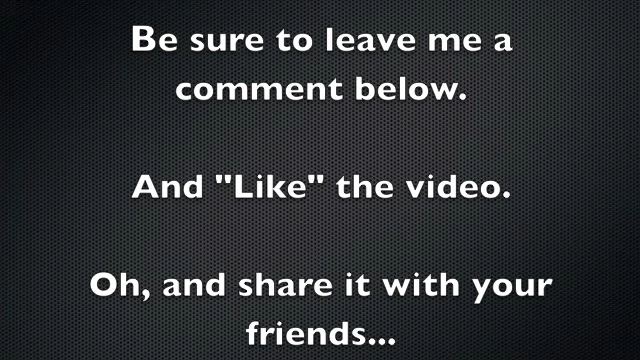 Be sure to leave me a
comment below.
And "Like" the video.
Oh, and share it with your
friends...